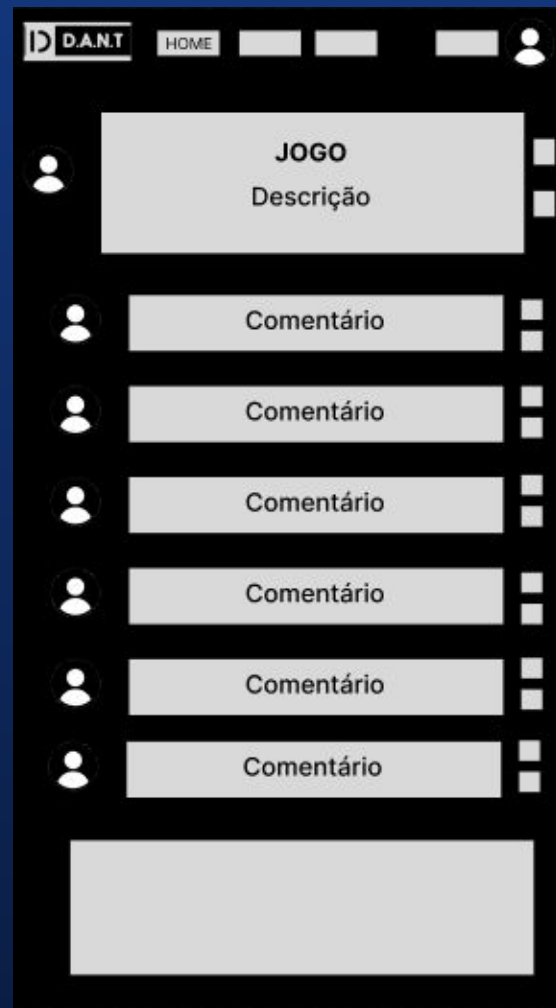 D.A.N.T
HOME
JOGO
Descrição
Comentário
Comentário
Comentário
Comentário
Comentário
Comentário